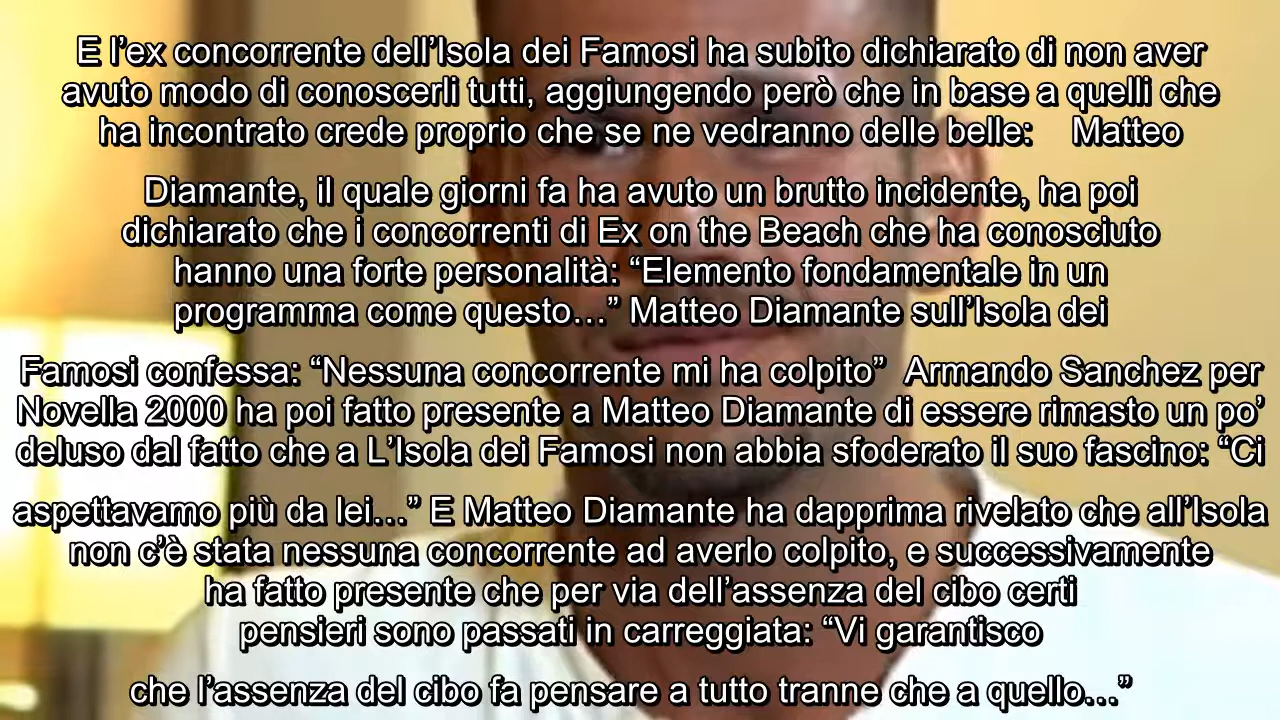 E l’ex concorrente dell’Isola dei Famosi ha subito dichiarato di non aver
avuto modo di conoscerli tutti, aggiungendo però che in base a quelli che
ha incontrato crede proprio che se ne vedranno delle belle: Matteo
Diamante, il quale giorni fa ha avuto un brutto incidente, ha poi
dichiarato che i concorrenti di Ex on the Beach che ha conosciuto
hanno una forte personalità: “Elemento fondamentale in un
programma come questo…” Matteo Diamante sull’Isola dei
Famosi confessa: “Nessuna concorrente mi ha colpito” Armando Sanchez per
Novella 2000 ha poi fatto presente a Matteo Diamante di essere rimasto un po’
deluso dal fatto che a L’Isola dei Famosi non abbia sfoderato il suo fascino: “Ci
aspettavamo più da lei…” E Matteo Diamante ha dapprima rivelato che all’Isola
non c’è stata nessuna concorrente ad averlo colpito, e successivamente
ha fatto presente che per via dell’assenza del cibo certi
pensieri sono passati in carreggiata: “Vi garantisco
che l’assenza del cibo fa pensare a tutto tranne che a quello…”